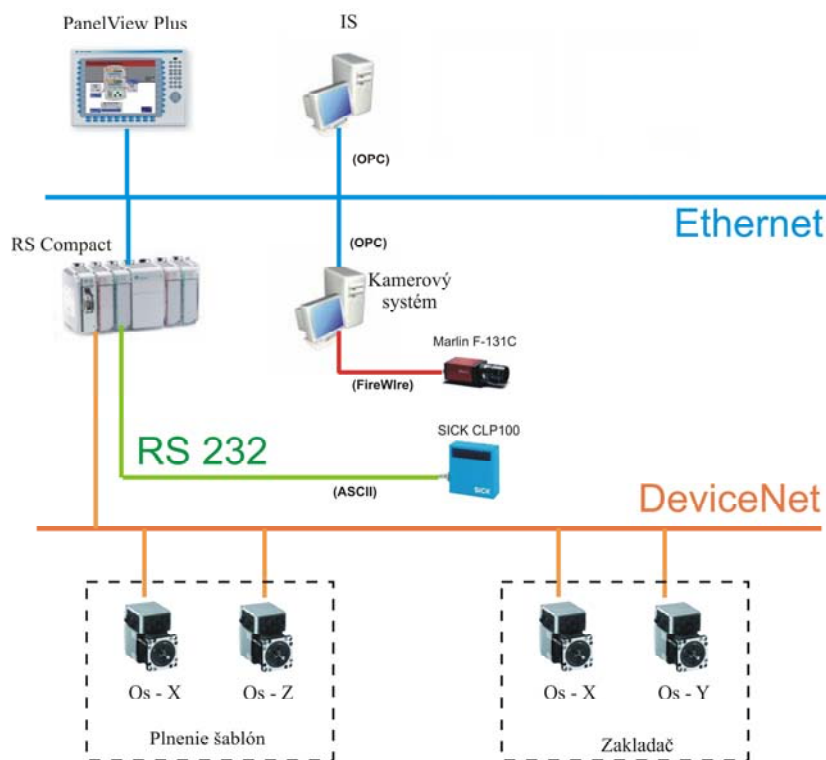 PanelView Plus
IS
(OPC)
Ethernet
RS Compact
(OPC)
Kamerový
systém
Marlin F-131C
(FireWIre)
SICK CLP100
RS 232
(ASCII)
SICK
DeviceNet
Os - X
Os - Z
Os - X
Os - Y
Plnenie šablón
Zakladač